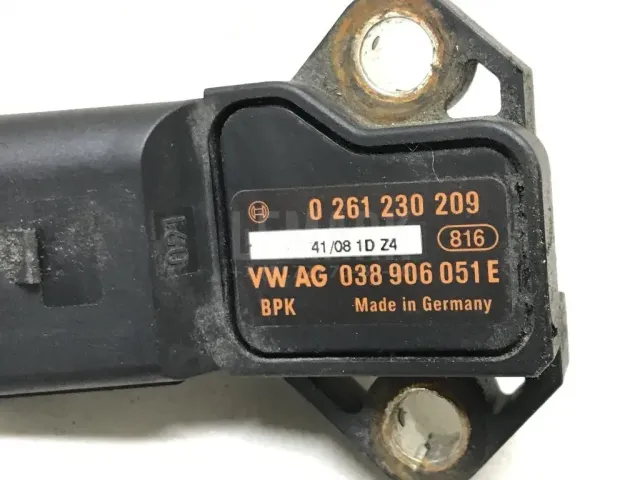 0 261 230 209
41/08 1D Z4
816
VW AG 038 906 051 E
BPK Made in Germany